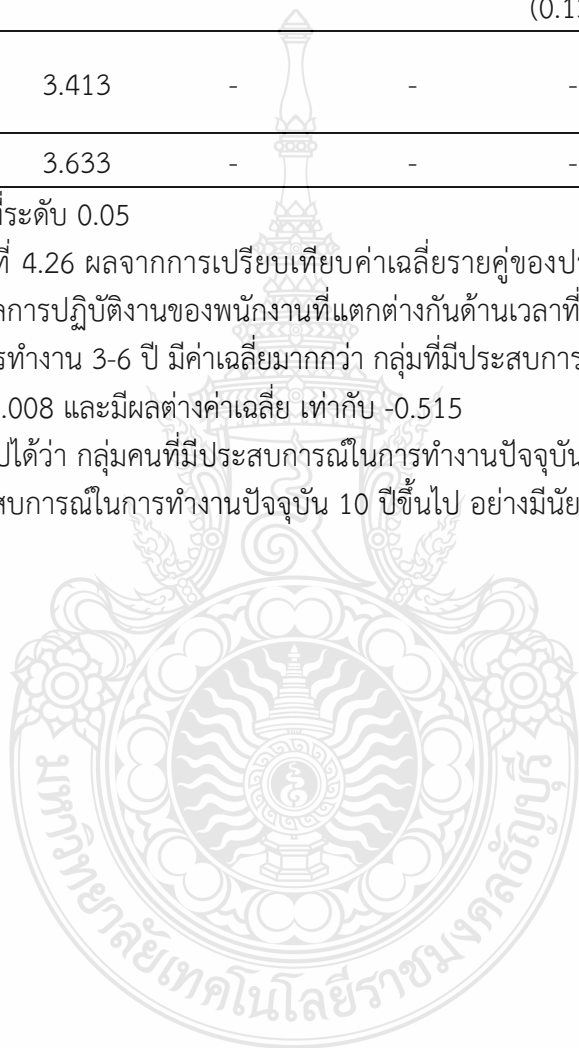 (0.13
3.413 - - -
3.633 - - -
ที่ระดับ 0.05
ที่ 4.26 ผลจากการเปรียบเทียบค่าเฉลี่ยรายคู่ของปร
ลการปฏิบัติงานของพนักงานที่แตกต่างกันด้านเวลาที่
รทำงาน 3-6 ปี มีค่าเฉลี่ยมากกว่า กลุ่มที่มีประสบการ
.008 และมีผลต่างค่าเฉลี่ย เท่ากับ -0.515
ปได้ว่า กลุ่มคนที่มีประสบการณ์ในการทำงานปัจจุบัน
สบการณ์ในการทำงานปัจจุบัน 10 ปีขึ้นไป อย่างมีนัย
มหาวิทยาลัยเทคโนโลยีราชมงคลธัญบุรี